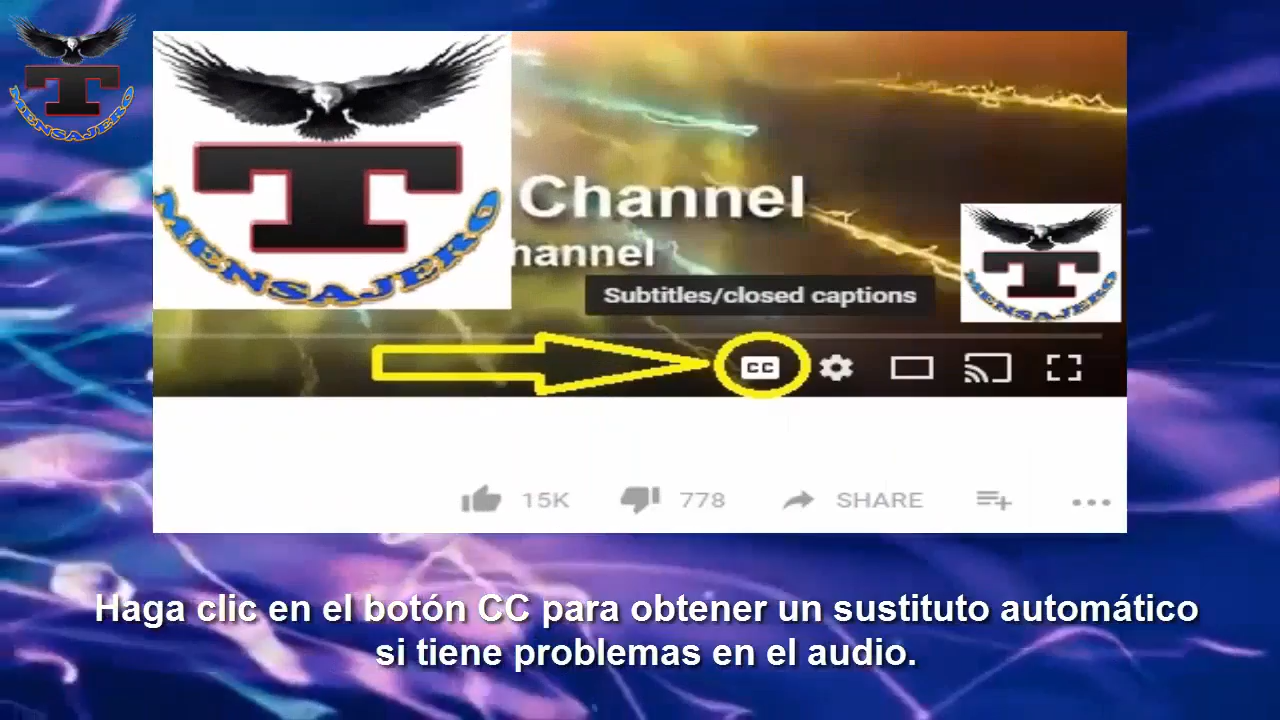 T
MENSAJERO
T
MENSAJERO
Channel
hannel
Subtitles/closed captions
T
MENSAJERO
CC
15K
778
SHARE
Haga clic en el botón CC para obtener un sustituto automático
si tiene problemas en el audio.